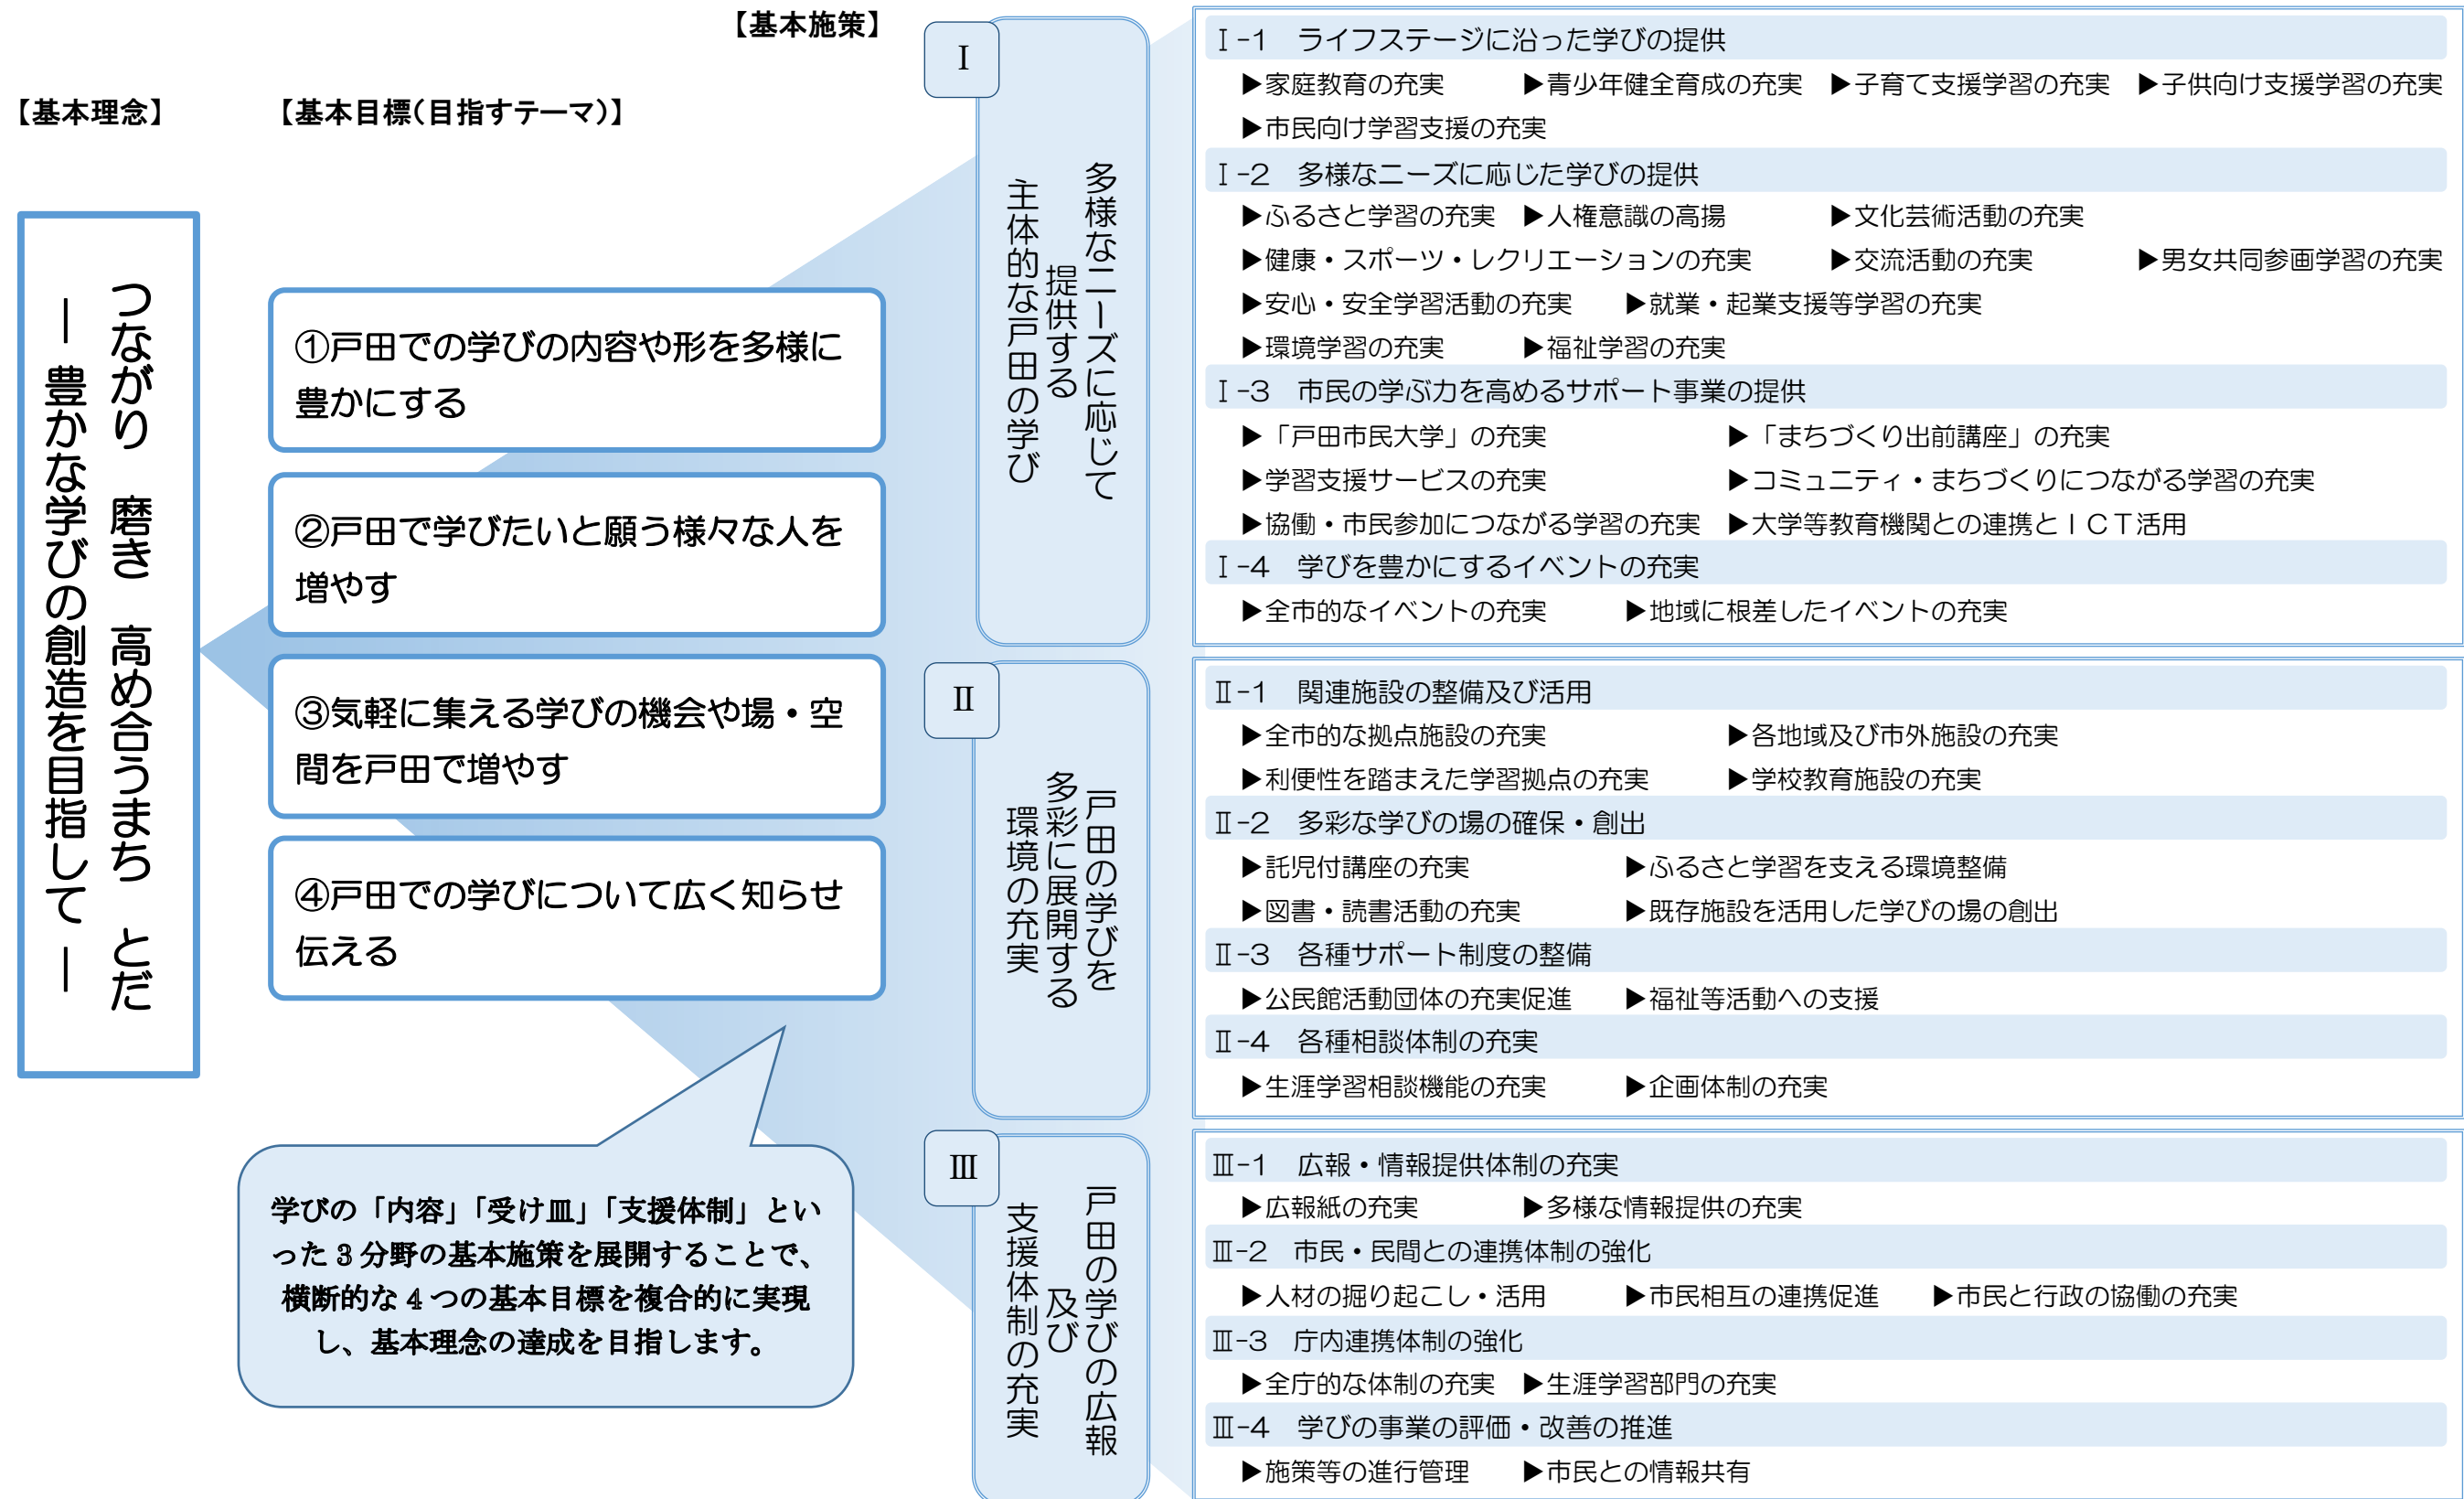 【基本理念】
つながり　磨き　高め合うまち　とだ
― 豊かな学びの創造を目指して ―
【基本目標(目指すテーマ)】
①戸田での学びの内容や形を多様に
豊かにする
②戸田で学びたいと願う様々な人を
増やす
③気軽に集える学びの機会や場・空
間を戸田で増やす
④戸田での学びについて広く知らせ
伝える
学びの「内容」「受け皿」「支援体制」とい
った 3 分野の基本施策を展開することで、
横断的な 4 つの基本目標を複合的に実現
し、基本理念の達成を目指します。
【基本施策】
Ⅰ
多様なニーズに応じて
提供する
主体的な戸田の学び
Ⅰ-1　ライフステージに沿った学びの提供
▶家庭教育の充実　▶青少年健全育成の充実　▶子育て支援学習の充実　▶子供向け支援学習の充実
▶市民向け学習支援の充実
Ⅰ-2　多様なニーズに応じた学びの提供
▶ふるさと学習の充実　▶人権意識の高揚　▶文化芸術活動の充実
▶健康・スポーツ・レクリエーションの充実　▶交流活動の充実　▶男女共同参画学習の充実
▶安心・安全学習活動の充実　▶就業・起業支援等学習の充実
▶環境学習の充実　▶福祉学習の充実
Ⅰ-3　市民の学ぶ力を高めるサポート事業の提供
▶「戸田市民大学」の充実　▶「まちづくり出前講座」の充実
▶学習支援サービスの充実　▶コミュニティ・まちづくりにつながる学習の充実
▶協働・市民参加につながる学習の充実　▶大学等教育機関との連携とＩＣＴ活用
Ⅰ-4　学びを豊かにするイベントの充実
▶全市的なイベントの充実　▶地域に根差したイベントの充実
Ⅱ
戸田の学びを
多彩に展開する
環境の充実
Ⅱ-1　関連施設の整備及び活用
▶全市的な拠点施設の充実　▶各地域及び市外施設の充実
▶利便性を踏まえた学習拠点の充実　▶学校教育施設の充実
Ⅱ-2　多彩な学びの場の確保・創出
▶託児付講座の充実　▶ふるさと学習を支える環境整備
▶図書・読書活動の充実　▶既存施設を活用した学びの場の創出
Ⅱ-3　各種サポート制度の整備
▶公民館活動団体の充実促進　▶福祉等活動への支援
Ⅱ-4　各種相談体制の充実
▶生涯学習相談機能の充実　▶企画体制の充実
Ⅲ
戸田の学びの広報
及び
支援体制の充実
Ⅲ-1　広報・情報提供体制の充実
▶広報紙の充実　▶多様な情報提供の充実
Ⅲ-2　市民・民間との連携体制の強化
▶人材の掘り起こし・活用　▶市民相互の連携促進　▶市民と行政の協働の充実
Ⅲ-3　庁内連携体制の強化
▶全庁的な体制の充実　▶生涯学習部門の充実
Ⅲ-4　学びの事業の評価・改善の推進
▶施策等の進行管理　▶市民との情報共有